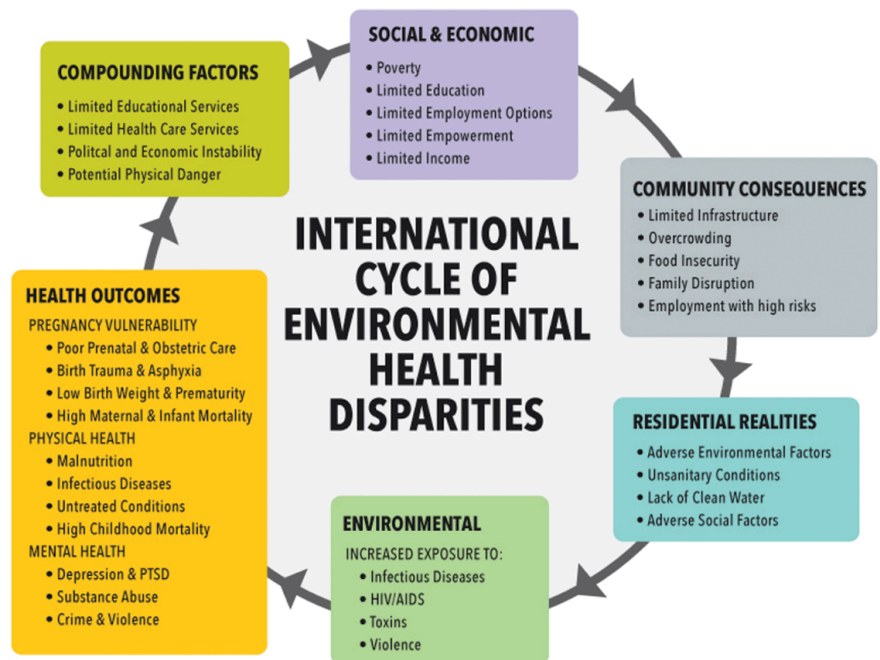 SOCIAL & ECONOMIC
• Poverty
• Limited Education
• Limited Employment Options
• Limited Empowerment
• Limited Income
COMMUNITY CONSEQUENCES
• Limited Infrastructure
• Overcrowding
• Food Insecurity
• Family Disruption
• Employment with high risks
RESIDENTIAL REALITIES
• Adverse Environmental Factors
• Unsanitary Conditions
• Lack of Clean Water
• Adverse Social Factors
ENVIRONMENTAL
INCREASED EXPOSURE TO:
• Infectious Diseases
• HIV/AIDS
• Toxins
• Violence
HEALTH OUTCOMES
PREGNANCY VULNERABILITY
• Poor Prenatal & Obstetric Care
• Birth Trauma & Asphyxia
• Low Birth Weight & Prematurity
• High Maternal & Infant Mortality
PHYSICAL HEALTH
• Malnutrition
• Infectious Diseases
• Untreated Conditions
• High Childhood Mortality
MENTAL HEALTH
• Depression & PTSD
• Substance Abuse
• Crime & Violence
COMPOUNDING FACTORS
• Limited Educational Services
• Limited Health Care Services
• Politcal and Economic Instability
• Potential Physical Danger
INTERNATIONAL
CYCLE OF
ENVIRONMENTAL
HEALTH
DISPARITIES